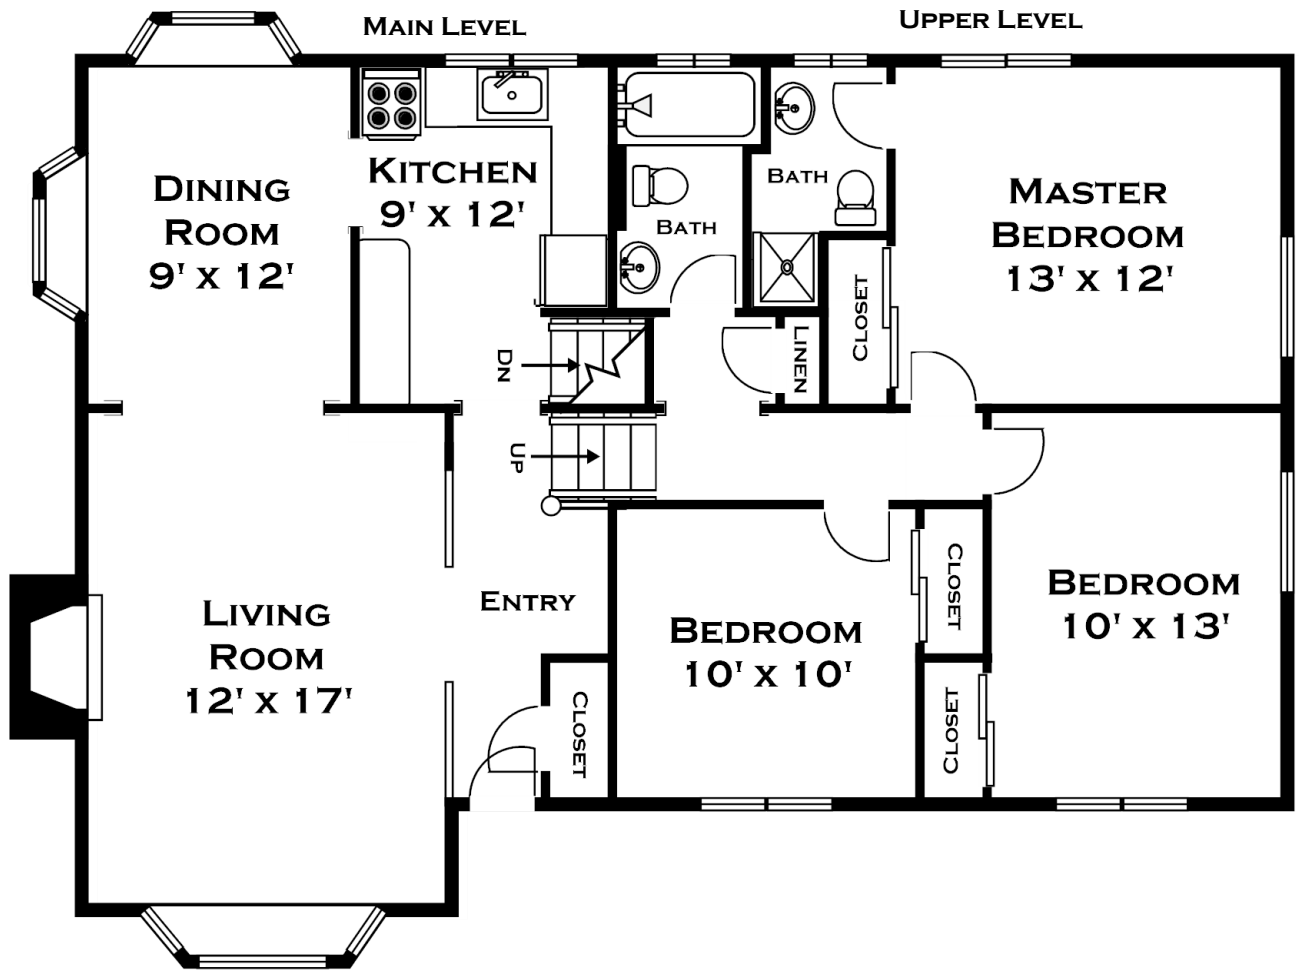 MAIN LEVEL
UPPER LEVEL
DINING
ROOM
9' X 12'
KITCHEN
9' X 12'
BATH
BATH
MASTER
BEDROOM
13' X 12'
CLOSET
LINEN
DN
UP
LIVING
ROOM
12' X 17'
ENTRY
CLOSET
BEDROOM
10' X 10'
CLOSET
CLOSET
BEDROOM
10' X 13'